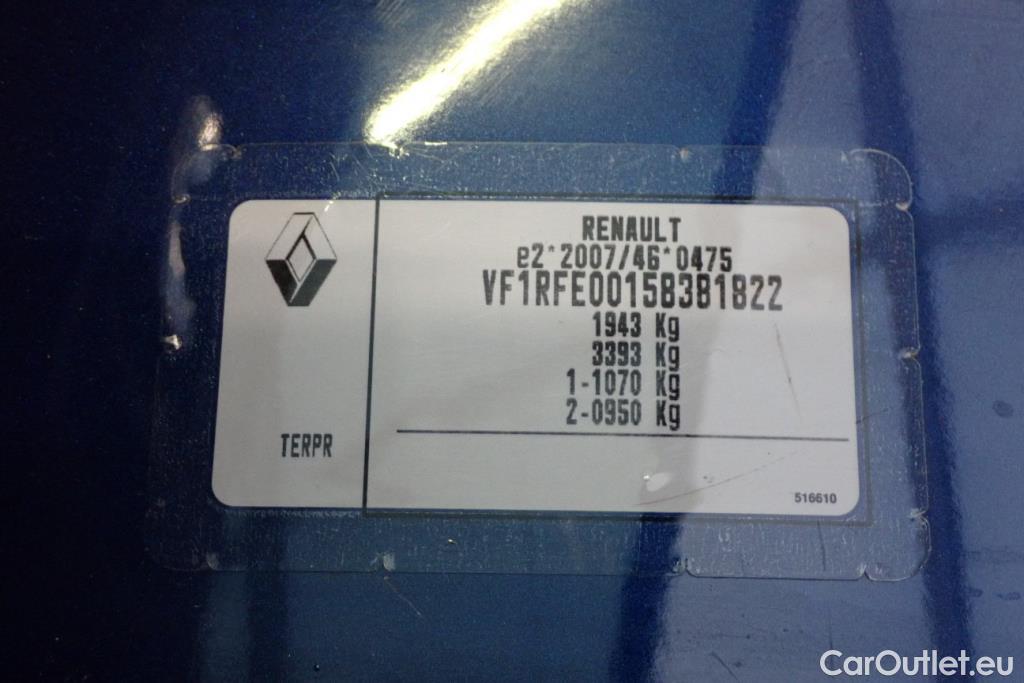 RENAULT
e2*2007/46*0475
VF1RFE00158381822
1943 Kg
3393 Kg
1-1070 Kg
2-0950 Kg
TERPR
516610
CarOutlet.eu